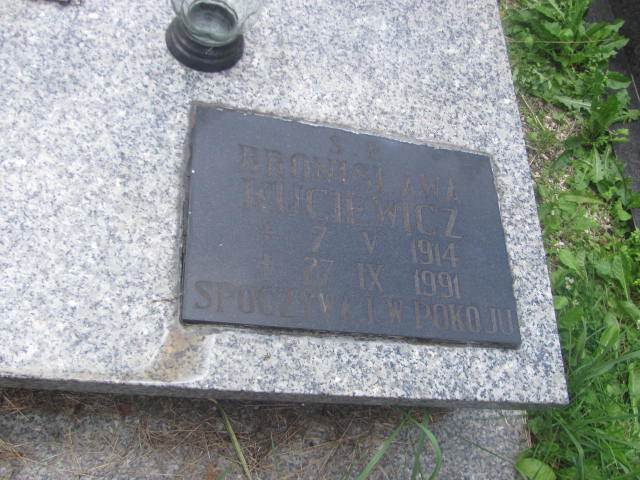 Ś P
BRONISŁAWA
KUCIEWICZ
* 7 V 1914
† 27 IX 1991
SPOCZYWAJ W POKOJU